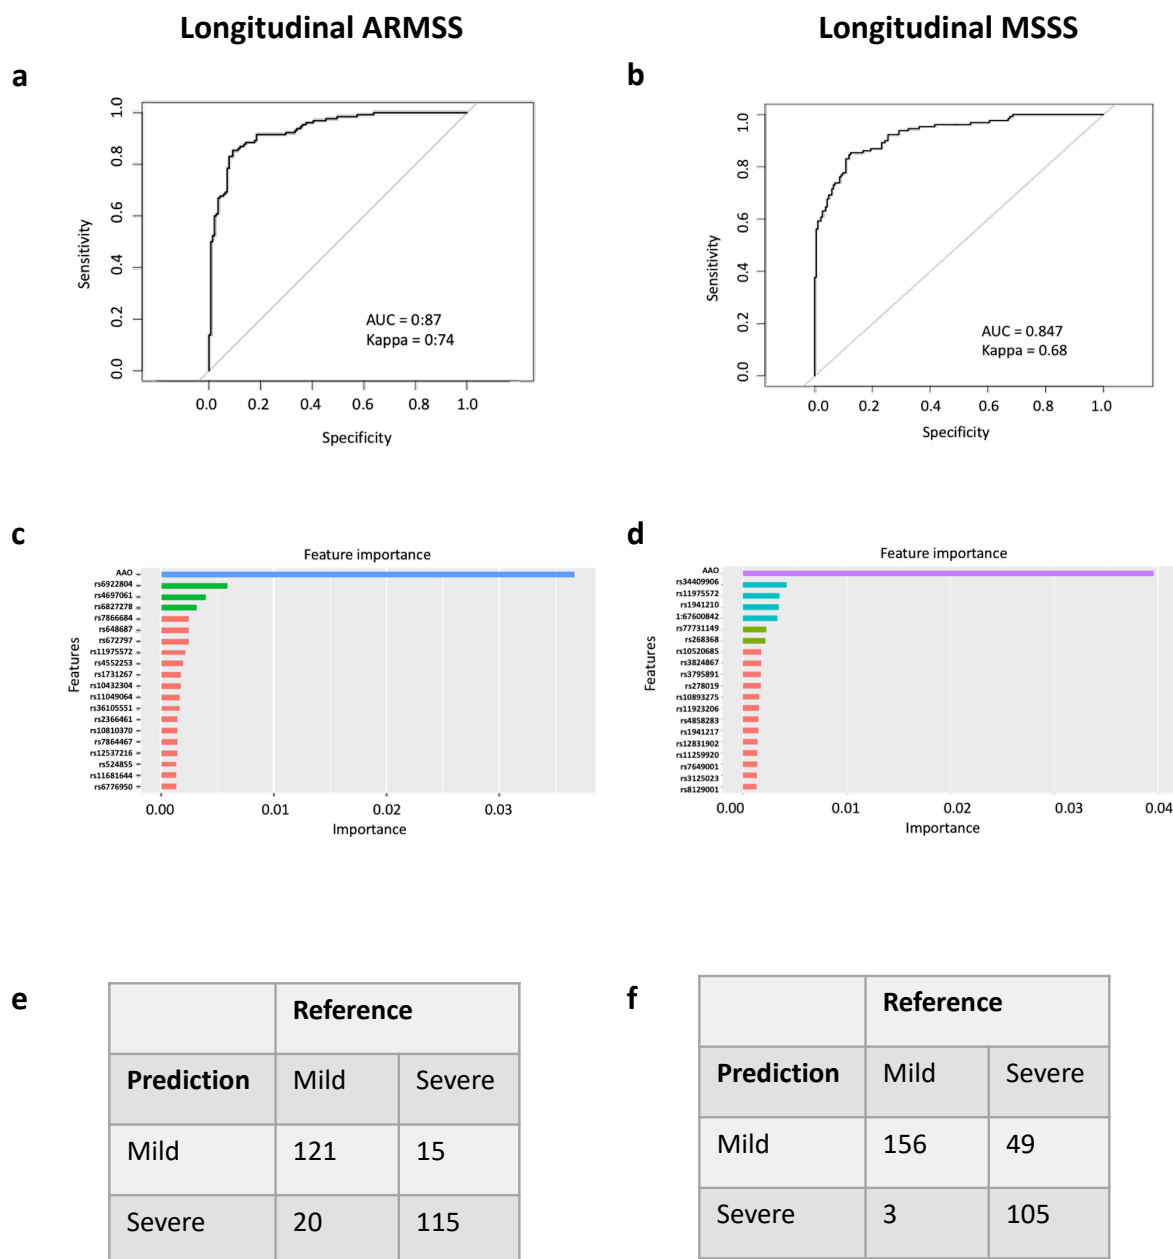 Longitudinal ARMSS
Longitudinal MSSS
a
1.0
0.8
0.6
0.4
0.2
0.0
Sensitivity
AUC = 0:87
Kappa = 0:74
0.0 0.2 0.4 0.6 0.8 1.0
Specificity
b
1.0
0.8
0.6
0.4
0.2
0.0
Sensitivity
AUC = 0.847
Kappa = 0.68
0.0 0.2 0.4 0.6 0.8 1.0
Specificity
c
Feature importance
Features
AAO
rs6922804
rs4697061
rs6827278
rs7866684
rs648687
rs672797
rs11975572
rs4552253
rs1731267
rs10432304
rs11049064
rs36105551
rs2366461
rs10810370
rs7864467
rs12537216
rs524855
rs11681644
rs6776950
0.00 0.01 0.02 0.03
Importance
d
Feature importance
Features
AAO
rs34409906
rs11975572
rs1941210
1:67600842
rs77731149
rs268368
rs10520685
rs3824867
rs3795891
rs278019
rs10893275
rs11923206
rs4858283
rs1941217
rs12831902
rs11259920
rs7649001
rs3125023
rs8129001
0.00 0.01 0.02 0.03 0.04
Importance
e
Reference
Prediction Mild Severe
Mild 121 15
Severe 20 115
f
Reference
Prediction Mild Severe
Mild 156 49
Severe 3 105